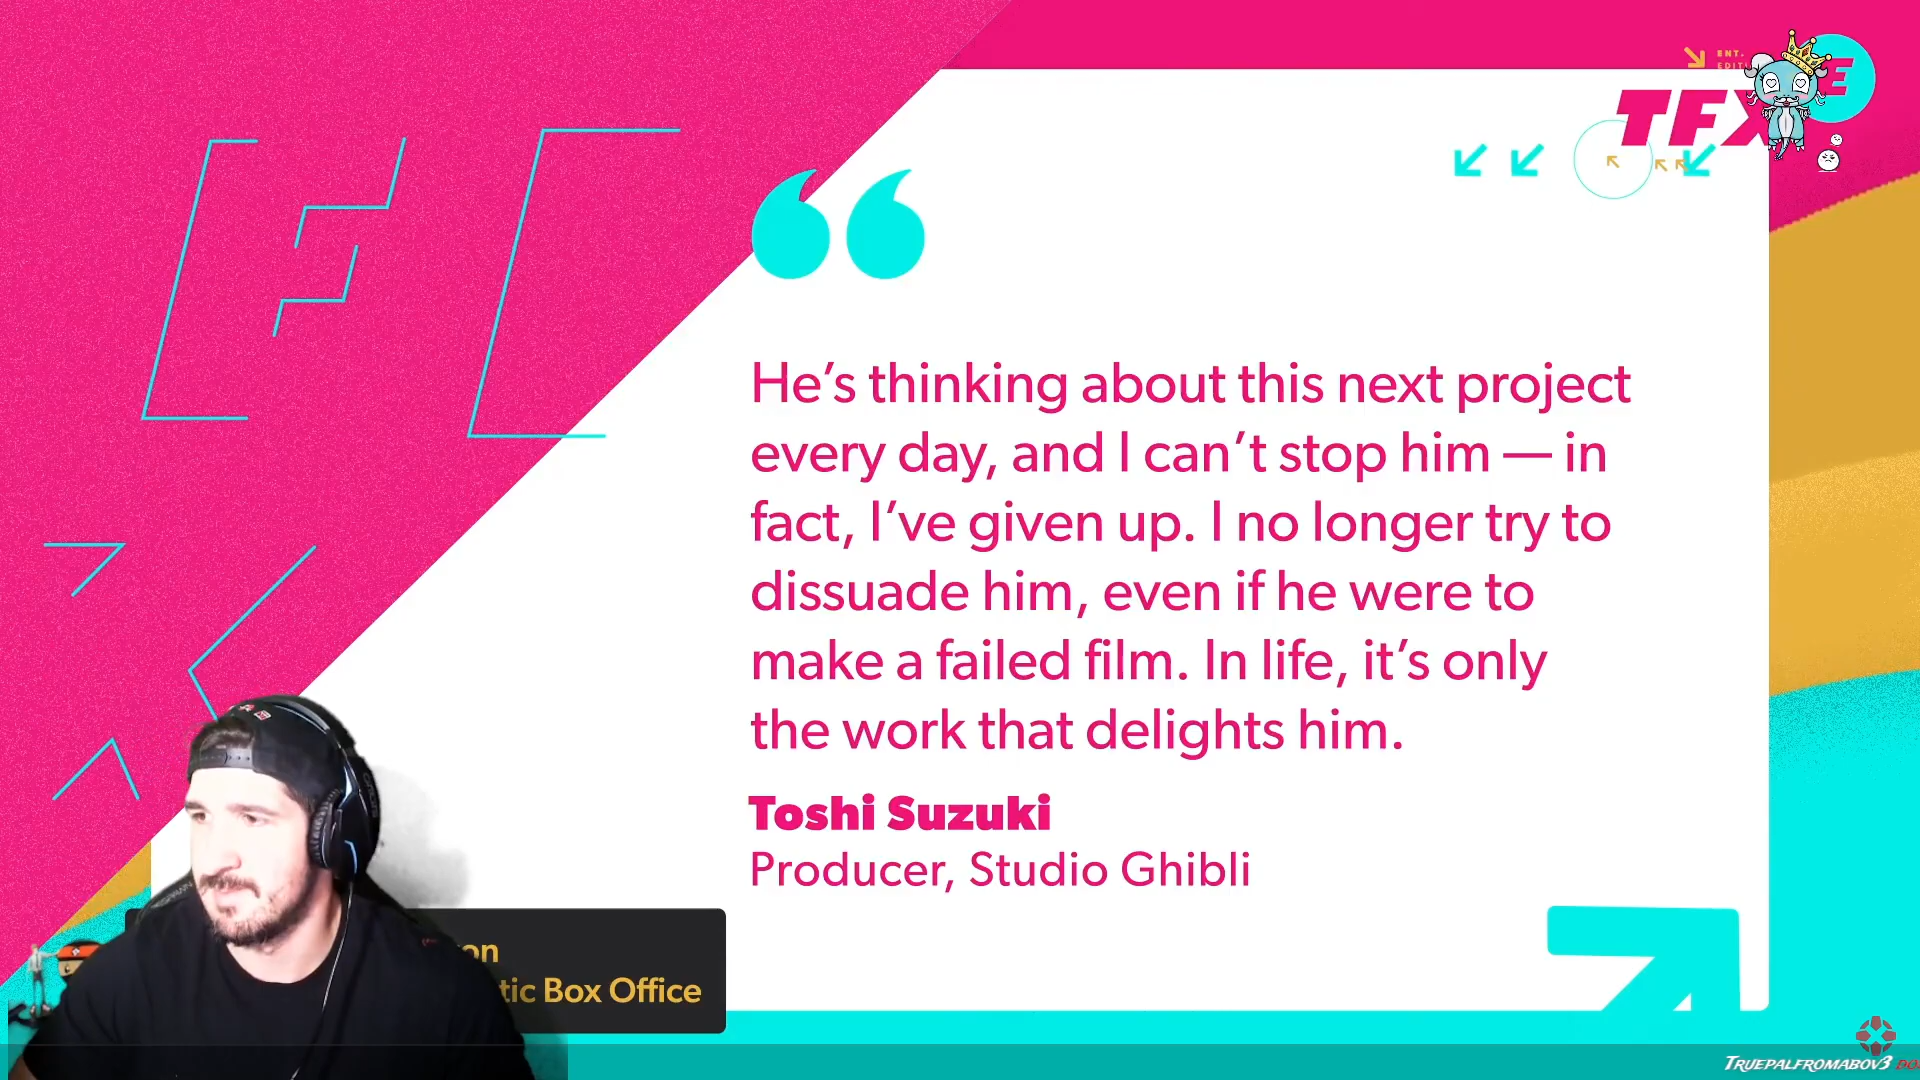 ENT.
TFX
E
He’s thinking about this next project
every day, and I can’t stop him — in
fact, I’ve given up. I no longer try to
dissuade him, even if he were to
make a failed film. In life, it’s only
the work that delights him.
Toshi Suzuki
Producer, Studio Ghibli
on
tic Box Office
TRUEPALFROMABOV3